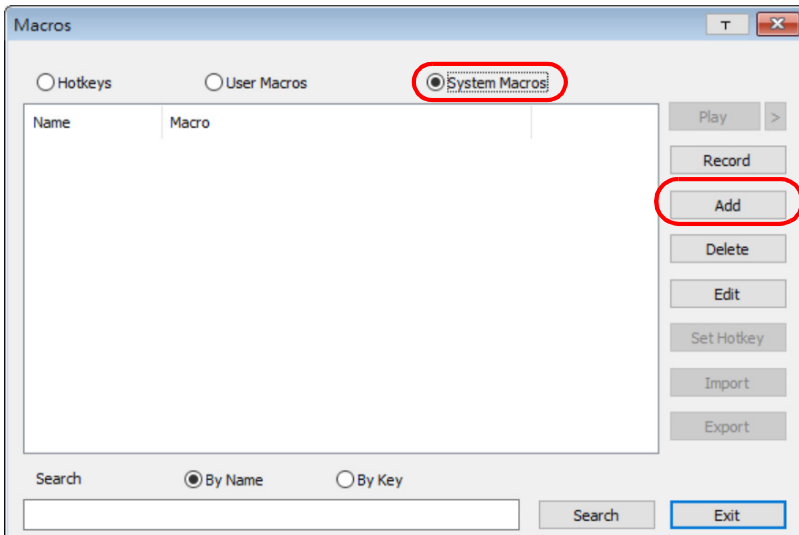 Macros T
Hotkeys User Macros System Macros
Name Macro
Play >
Record
Add
Delete
Edit
Set Hotkey
Import
Export
Search By Name By Key
Search Exit